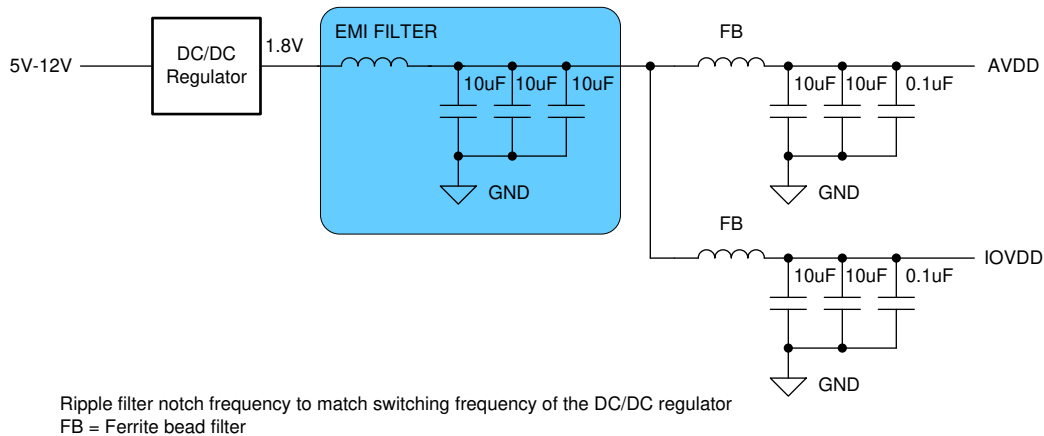 EMI FILTER
FB
5V-12V
DC/DC
Regulator
1.8V
10uF 10uF 10uF
GND
10uF 10uF 0.1uF
AVDD
GND
FB
10uF 10uF 0.1uF
IOVDD
GND
Ripple filter notch frequency to match switching frequency of the DC/DC regulator
FB = Ferrite bead filter